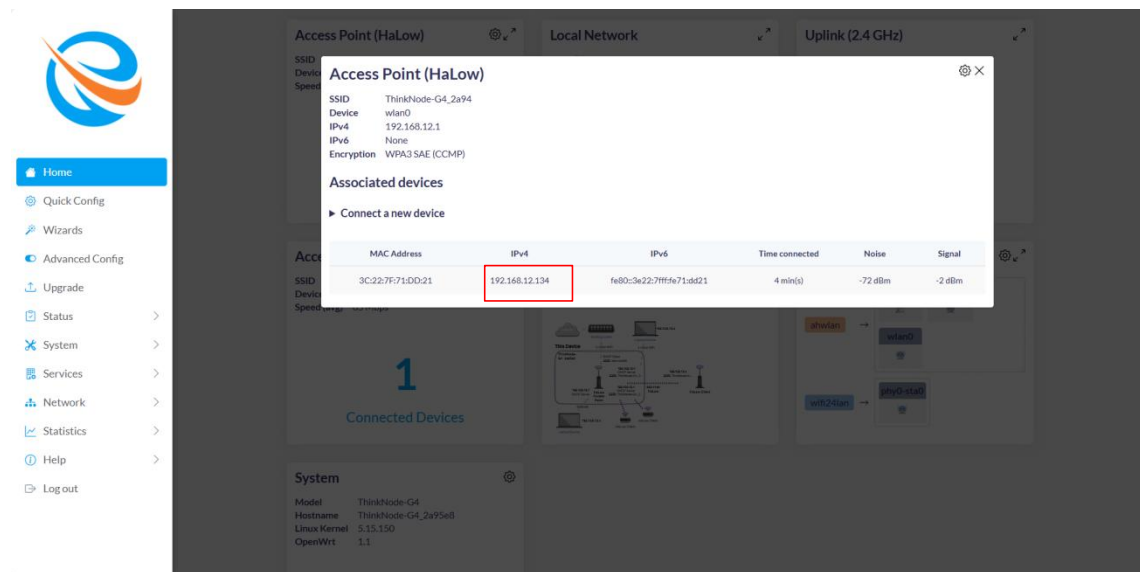 Home
Quick Config
Wizards
Advanced Config
Upgrade
Status
System
Services
Network
Statistics
Help
Log out
Access Point (HaLow)
Local Network
Uplink (2.4 GHz)
SSID
Speed
Access Point (HaLow)
SSID ThinkNode-G4_2a94
Device wlan0
IPv4 192.168.12.1
IPv6 None
Encryption WPA3 SAE (CCMP)
Associated devices
Connect a new device
MAC Address IPv4 IPv6 Time connected Noise Signal
3C:22:7F:71:DD:21 192.168.12.134 fe80::3e22:7fff:fe71:dd21 4 min(s) -72 dBm -2 dBm
SSID
1
Connected Devices
This Device
ahwlan
wlan0
wifi24lan
phy0-sta0
System
Model ThinkNode-G4
Hostname ThinkNode-G4_2a95e8
Linux Kernel 5.15.150
OpenWrt 1.1